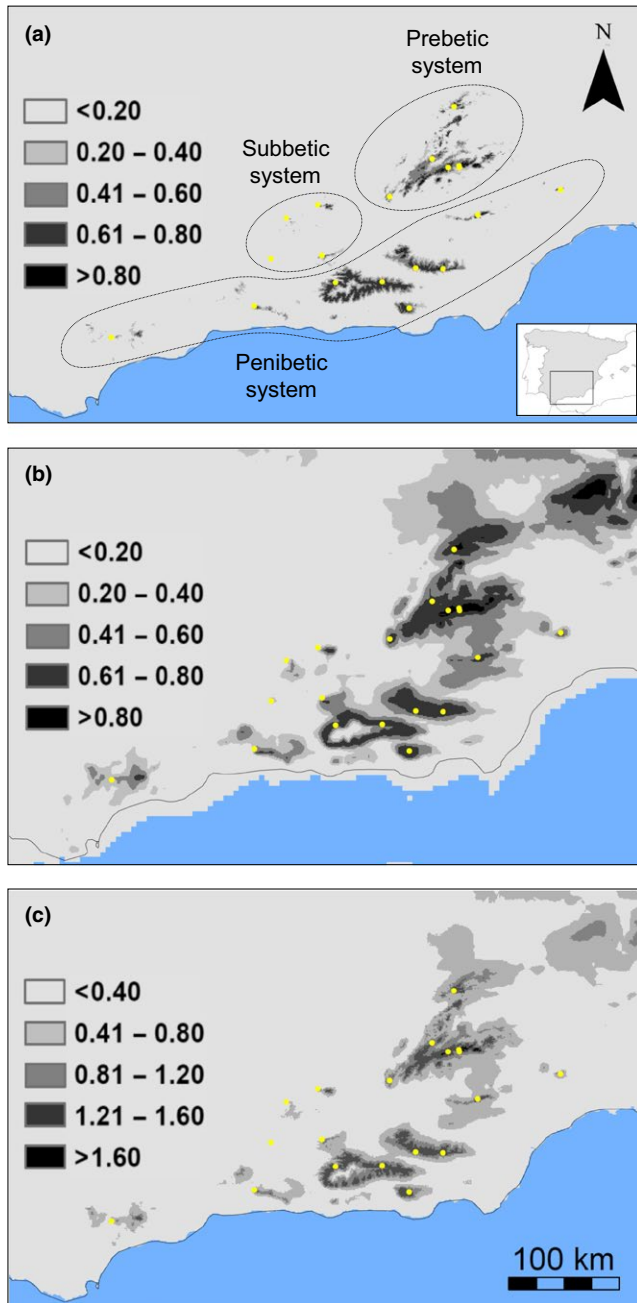 (a)
Prebetic
system
N
<0.20
0.20 – 0.40
0.41 – 0.60
0.61 – 0.80
>0.80
Subbetic
system
Penibetic
system
(b)
<0.20
0.20 – 0.40
0.41 – 0.60
0.61 – 0.80
>0.80
(c)
<0.40
0.41 – 0.80
0.81 – 1.20
1.21 – 1.60
>1.60
100 km